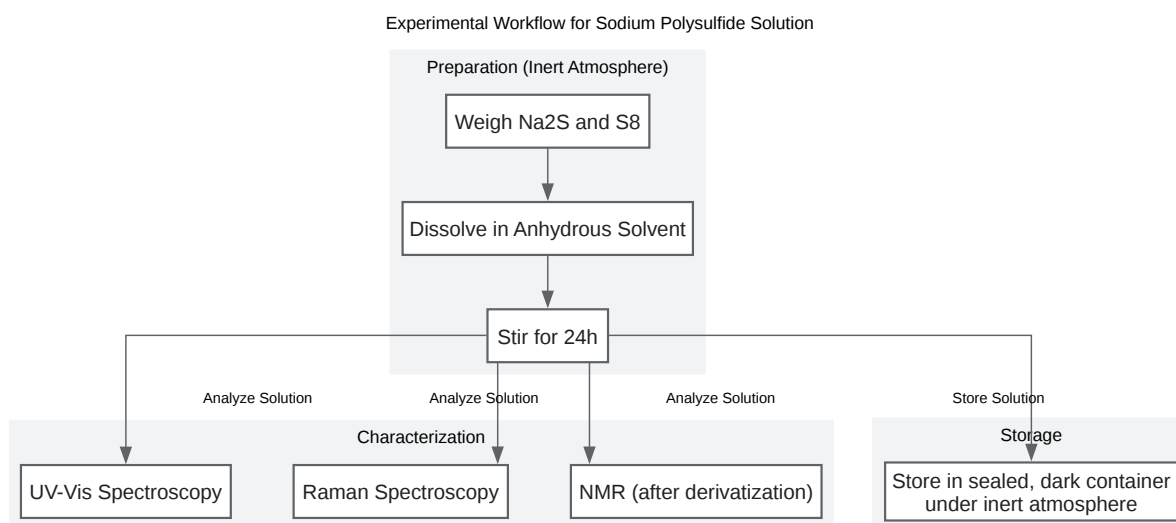 Experimental Workflow for Sodium Polysulfide Solution
Preparation (Inert Atmosphere)
Weigh Na2S and S8
Dissolve in Anhydrous Solvent
Stir for 24h
Analyze Solution
Analyze Solution
Analyze Solution
Store Solution
Characterization
Storage
UV-Vis Spectroscopy
Raman Spectroscopy
NMR (after derivatization)
Store in sealed, dark container
under inert atmosphere